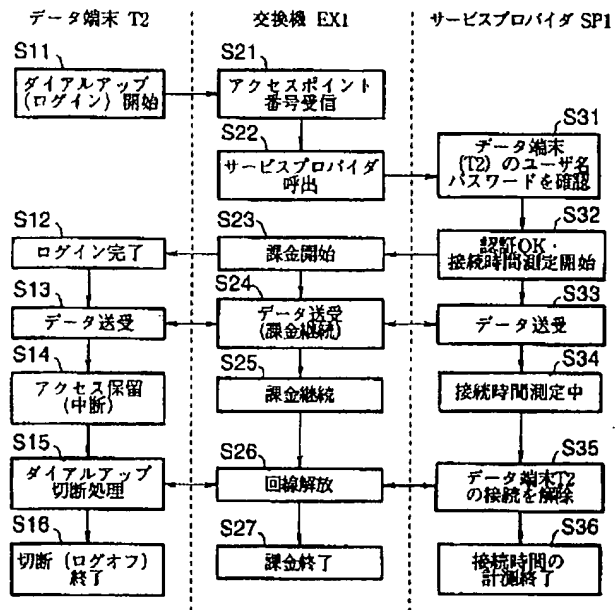 データ端末 T2
交換機 EX1
サービスプロバイダ SP1
S11
ダイアルアップ
(ログイン) 開始
S21
アクセスポイント
番号受信
S22
サービスプロバイダ
呼出
S31
データ端末
(T2) のユーザ名
パスワードを確認
S12
ログイン完了
S23
課金開始
S32
認証OK・
接続時間測定開始
S13
データ送受
S24
データ送受
(課金継続)
S33
データ送受
S14
アクセス保留
(中断)
S25
課金継続
S34
接続時間測定中
S15
ダイアルアップ
切断処理
S26
回線解放
S35
データ端末T2
の接続を解除
S16
切断 (ログオフ)
終了
S27
課金終了
S36
接続時間の
計測終了